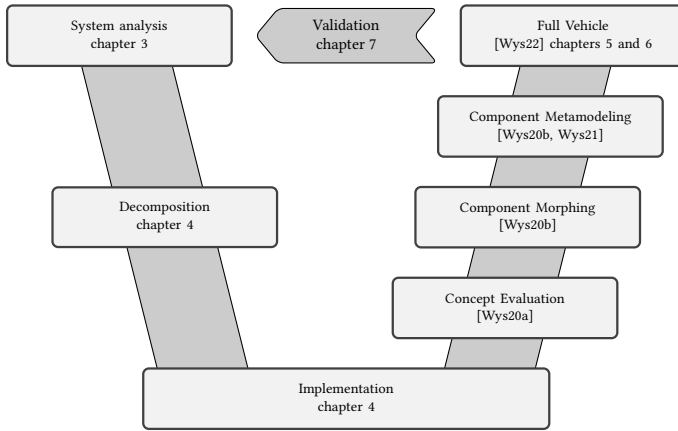 System analysis
chapter 3
Validation
chapter 7
Full Vehicle
[Wys22] chapters 5 and 6
Component Metamodeling
[Wys20b, Wys21]
Decomposition
chapter 4
Component Morphing
[Wys20b]
Concept Evaluation
[Wys20a]
Implementation
chapter 4